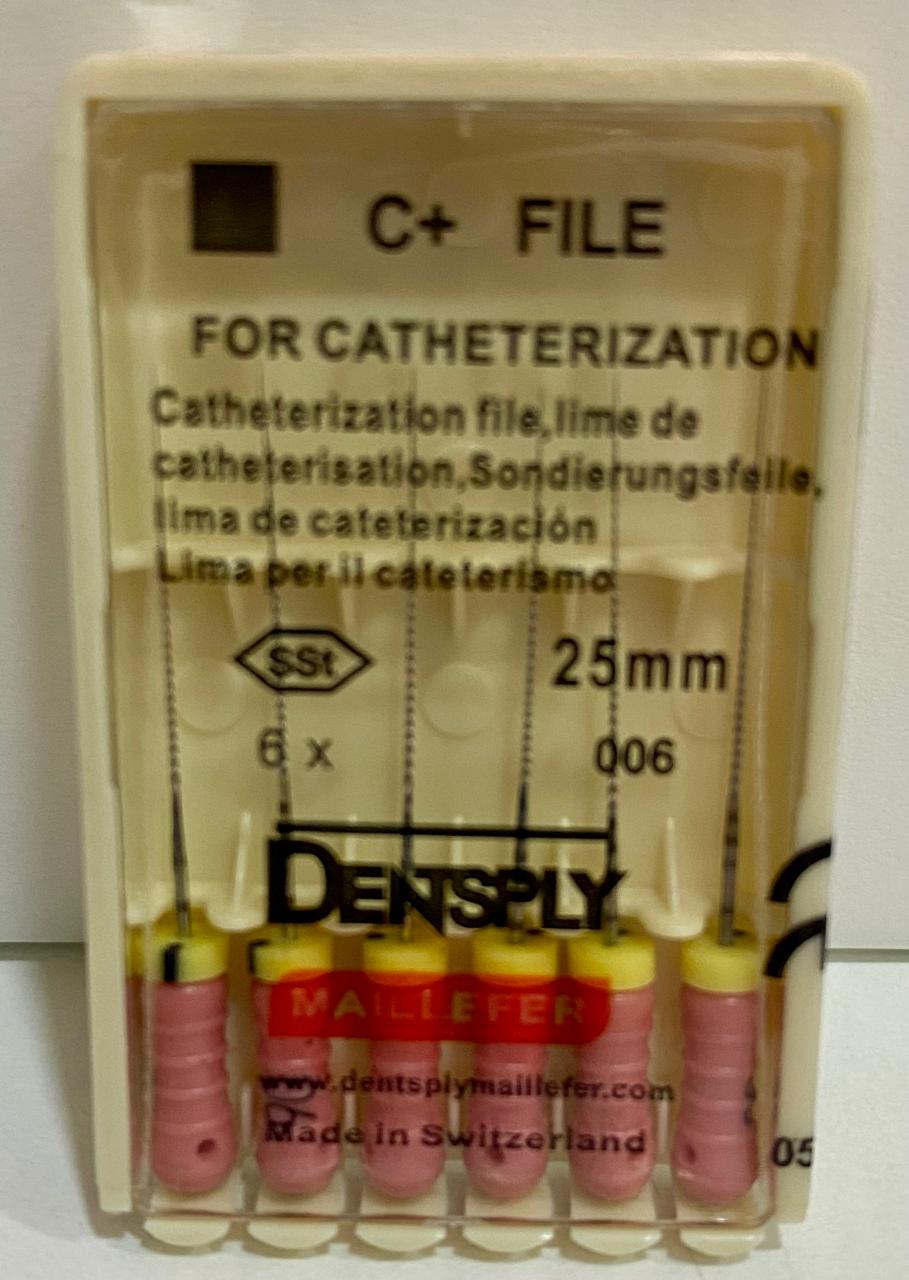 C+ FILE
FOR CATHETERIZATION
Catheterization file,lime de
catheterisation,Sondierungsfeile,
lima de cateterización
Lima per il cateterismo
SSt
25mm
6 x
006
DENTSPLY
MAILLEFER
www.dentsplymaillefer.com
Made in Switzerland
05